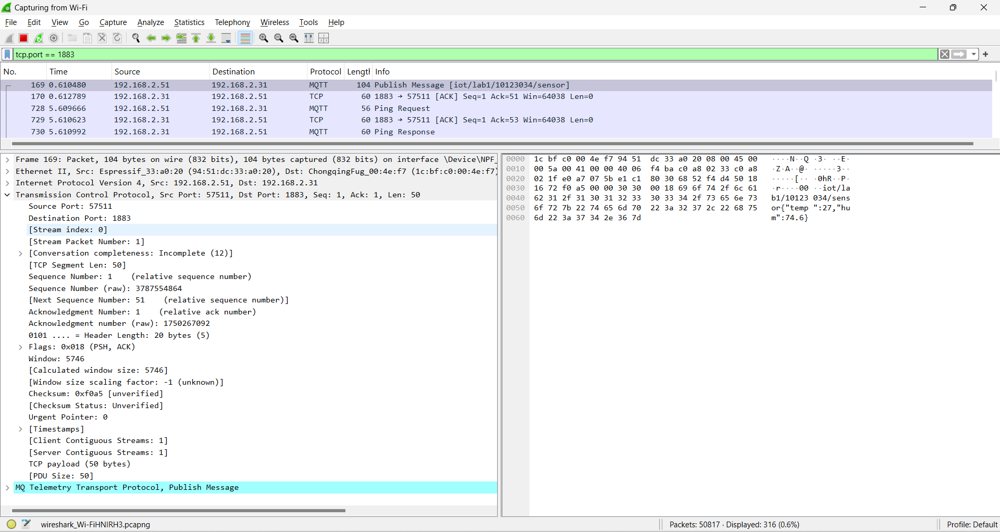 Capturing from Wi-Fi
File Edit View Go Capture Analyze Statistics Telephony Wireless Tools Help
tcp.port == 1883
No. Time Source Destination Protocol Length Info
169 0.610480 192.168.2.51 192.168.2.31 MQTT 104 Publish Message [iot/lab1/10123034/sensor]
170 0.612789 192.168.2.31 192.168.2.51 TCP 60 1883 → 57511 [ACK] Seq=1 Ack=51 Win=64038 Len=0
728 5.609666 192.168.2.51 192.168.2.31 MQTT 56 Ping Request
729 5.610623 192.168.2.31 192.168.2.51 TCP 60 1883 → 57511 [ACK] Seq=1 Ack=53 Win=64038 Len=0
730 5.610992 192.168.2.31 192.168.2.51 MQTT 60 Ping Response
Frame 169: Packet, 104 bytes on wire (832 bits), 104 bytes captured (832 bits) on interface \Device\NPF_
Ethernet II, Src: Espressif_33:a0:20 (94:51:dc:33:a0:20), Dst: ChongqingFug_00:4e:f7 (1c:bf:c0:00:4e:f7)
Internet Protocol Version 4, Src: 192.168.2.51, Dst: 192.168.2.31
Transmission Control Protocol, Src Port: 57511, Dst Port: 1883, Seq: 1, Ack: 1, Len: 50
Source Port: 57511
Destination Port: 1883
[Stream index: 0]
[Stream Packet Number: 1]
[Conversation completeness: Incomplete (12)]
[TCP Segment Len: 50]
Sequence Number: 1 (relative sequence number)
Sequence Number (raw): 3787554864
[Next Sequence Number: 51 (relative sequence number)]
Acknowledgment Number: 1 (relative ack number)
Acknowledgment number (raw): 1750267092
0101 .... = Header Length: 20 bytes (5)
Flags: 0x018 (PSH, ACK)
Window: 5746
[Calculated window size: 5746]
[Window size scaling factor: -1 (unknown)]
Checksum: 0xf0a5 [unverified]
[Checksum Status: Unverified]
Urgent Pointer: 0
[Timestamps]
[Client Contiguous Streams: 1]
[Server Contiguous Streams: 1]
TCP payload (50 bytes)
[PDU Size: 50]
MQ Telemetry Transport Protocol, Publish Message
0000 1c bf c0 00 4e f7 94 51 dc 33 a0 20 08 00 45 00 ····N··Q ·3· ··E·
0010 00 5a 00 41 00 00 40 06 f4 ba c0 a8 02 33 c0 a8 ·Z·A··@· ·····3··
0020 02 1f e0 a7 07 5b e1 c1 80 30 68 52 f4 d4 50 18 ·····[·· ·0hR··P·
0030 16 72 f0 a5 00 00 30 30 00 18 69 6f 74 2f 6c 61 ·r····00 ··iot/la
0040 62 31 2f 31 30 31 32 33 30 33 34 2f 73 65 6e 73 b1/10123 034/sens
0050 6f 72 7b 22 74 65 6d 70 22 3a 32 37 2c 22 68 75 or{"temp ":27,"hu
0060 6d 22 3a 37 34 2e 36 7d m":74.6}
wireshark_Wi-FiHNIRH3.pcapng
Packets: 50817 · Displayed: 316 (0.6%)
Profile: Default